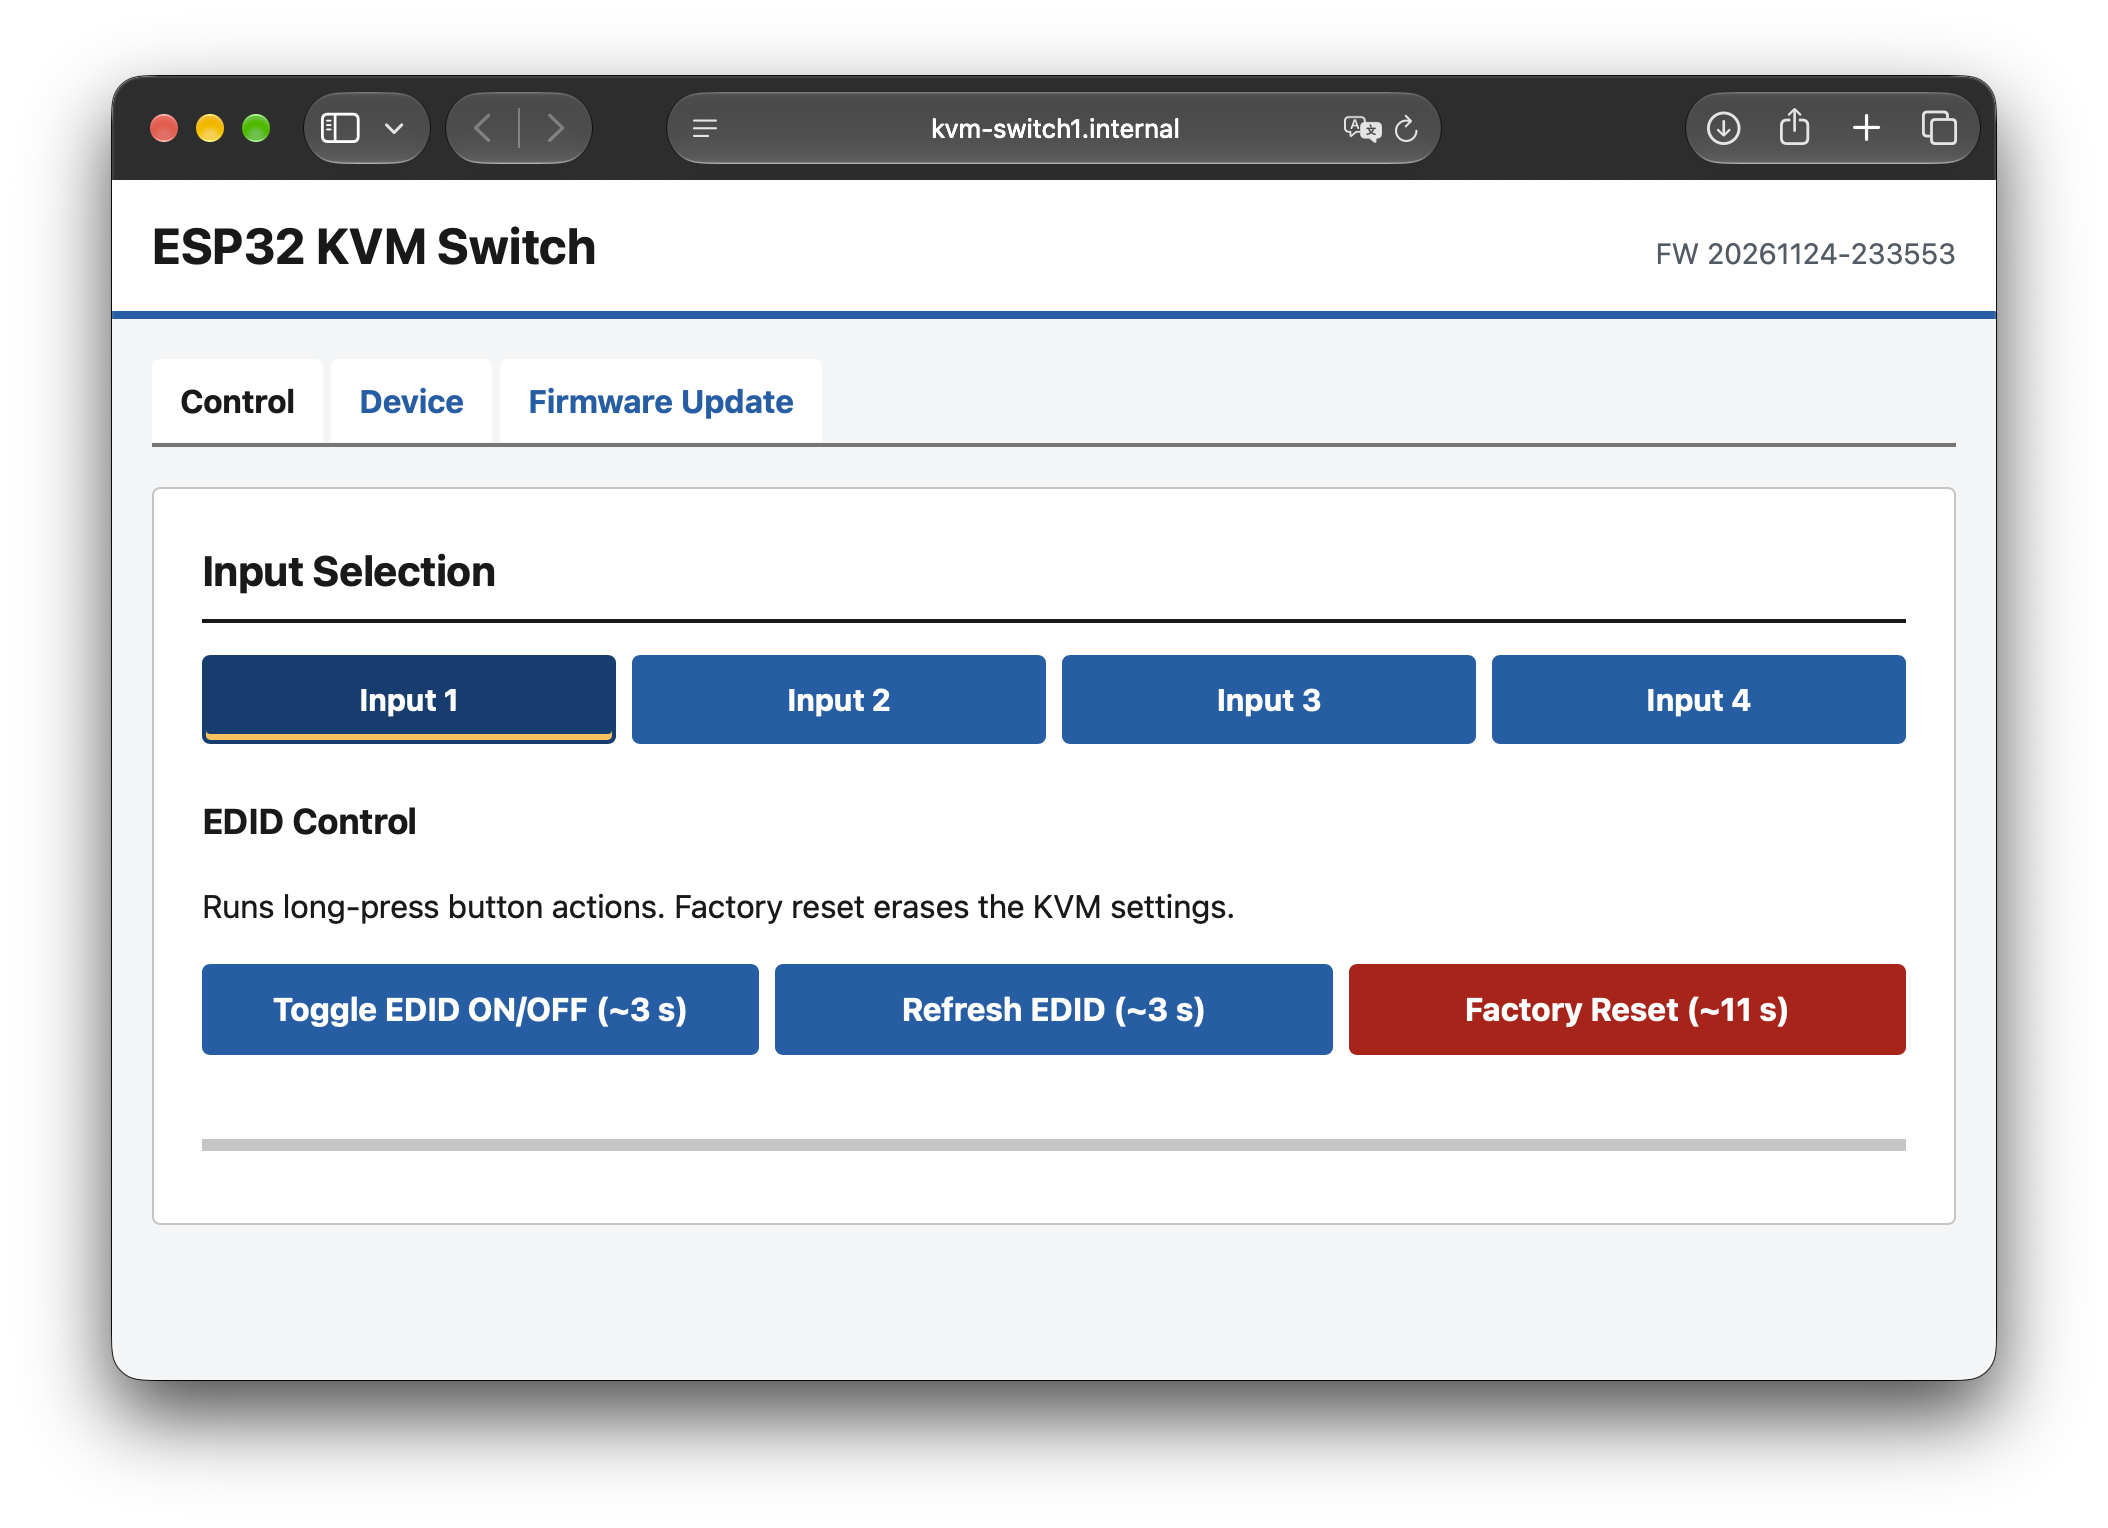 kvm-switch1.internal
ESP32 KVM Switch
FW 20261124-233553
Control
Device
Firmware Update
Input Selection
Input 1
Input 2
Input 3
Input 4
EDID Control
Runs long-press button actions. Factory reset erases the KVM settings.
Toggle EDID ON/OFF (~3 s)
Refresh EDID (~3 s)
Factory Reset (~11 s)